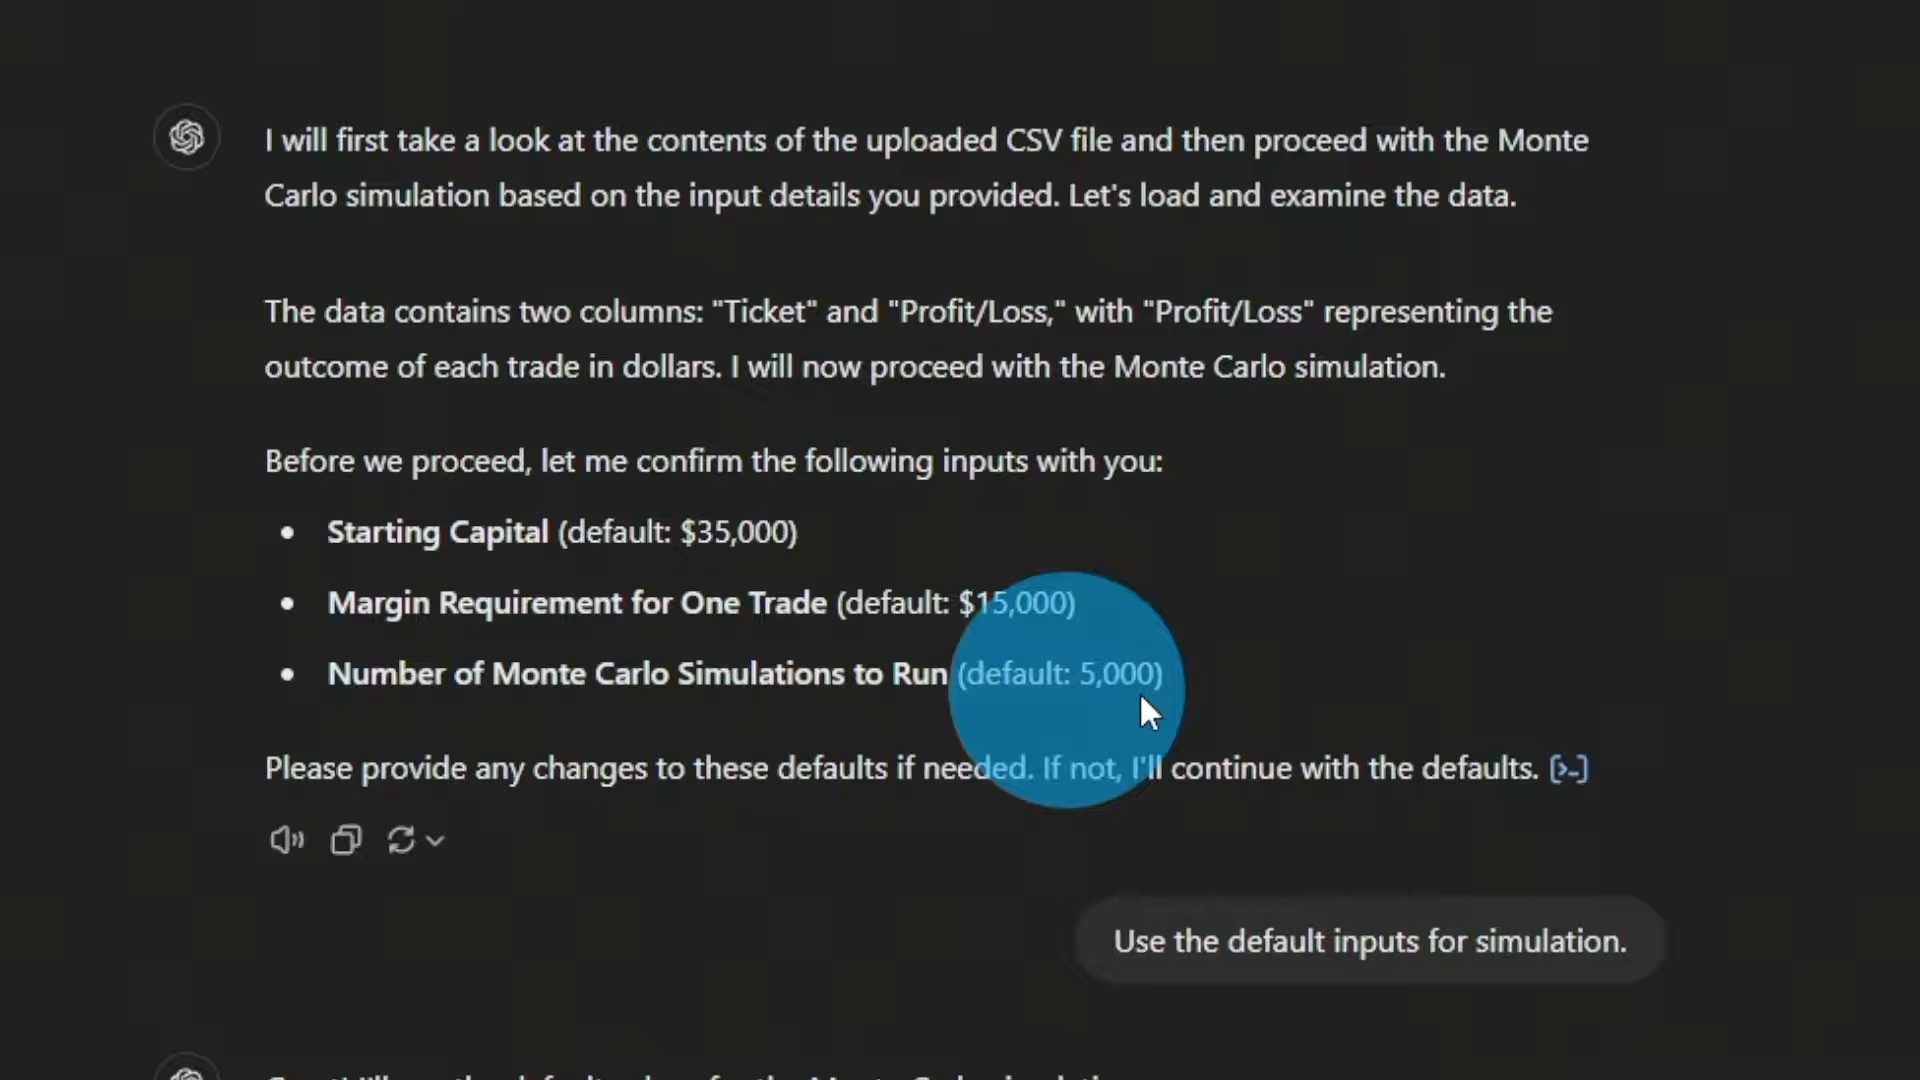 I will first take a look at the contents of the uploaded CSV file and then proceed with the Monte
Carlo simulation based on the input details you provided. Let's load and examine the data.
The data contains two columns: "Ticket" and "Profit/Loss," with "Profit/Loss" representing the
outcome of each trade in dollars. I will now proceed with the Monte Carlo simulation.
Before we proceed, let me confirm the following inputs with you:
• Starting Capital (default: $35,000)
• Margin Requirement for One Trade (default: $15,000)
• Number of Monte Carlo Simulations to Run (default: 5,000)
Please provide any changes to these defaults if needed. If not, I'll continue with the defaults. [>-]
Use the default inputs for simulation.